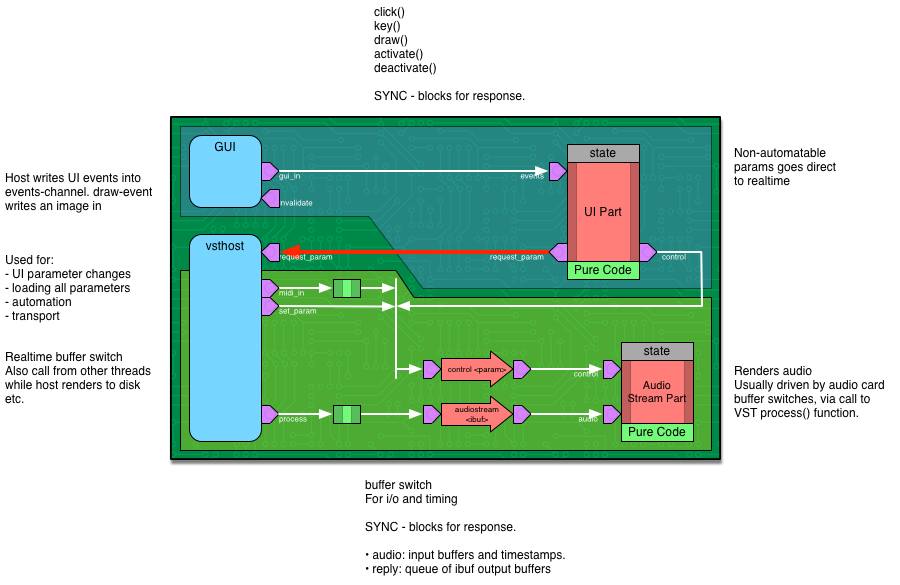 click()
key()
draw()
activate()
deactivate()
SYNC - blocks for response.
GUI
gui_in
nvalidate
events
state
UI Part
Pure Code
Non-automatable
params goes direct
to realtime
Host writes UI events into
events-channel. draw-event
writes an image in
vsthost
request_param
request_param
control
Used for:
- UI parameter changes
- loading all parameters
- automation
- transport
midi_in
set_param
Realtime buffer switch
Also call from other threads
while host renders to disk
etc.
control <param>
control
state
Audio
Stream Part
Pure Code
process
audiostream
<ibuf>
audio
Renders audio
Usually driven by audio card
buffer switches, via call to
VST process() function.
buffer switch
For i/o and timing
SYNC - blocks for response.
• audio: input buffers and timestamps.
• reply: queue of ibuf output buffers